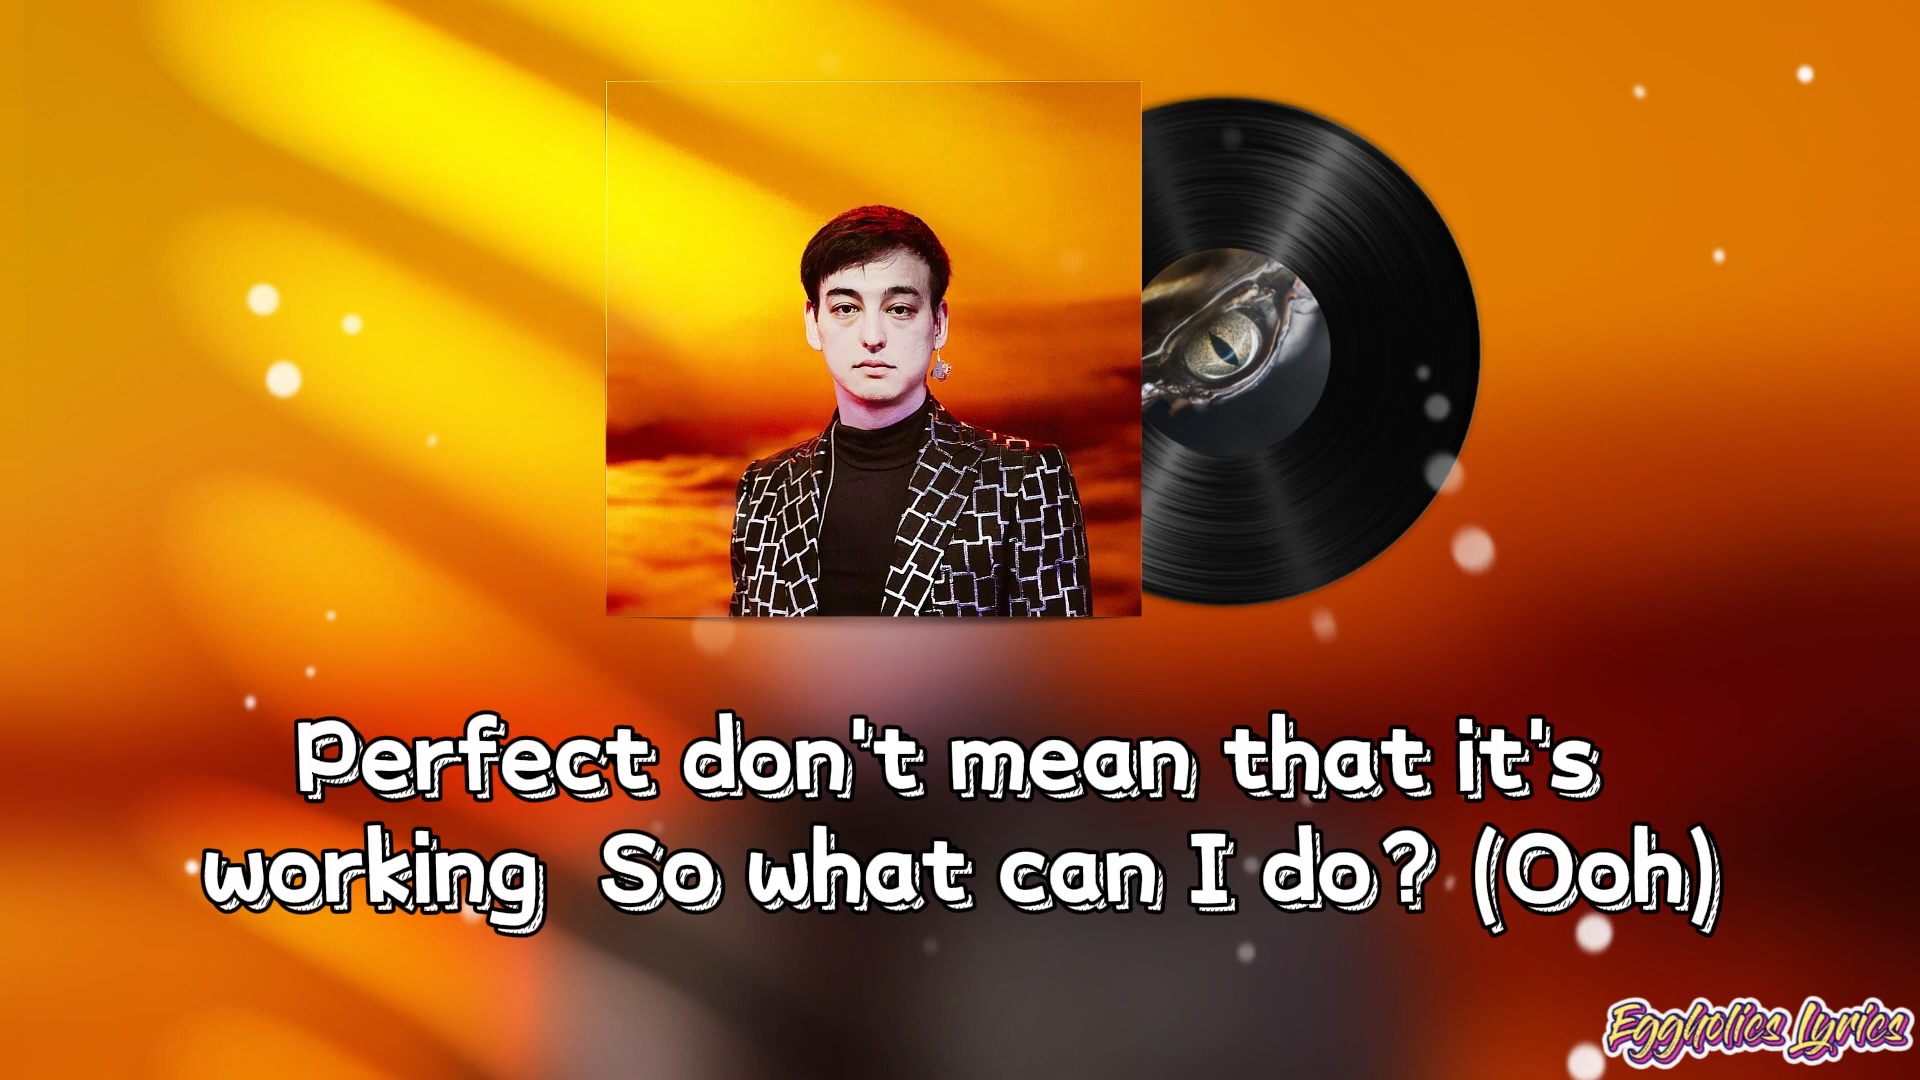 Perfect don't mean that it's
working  So what can I do? (Ooh)
Eggholics Lyrics